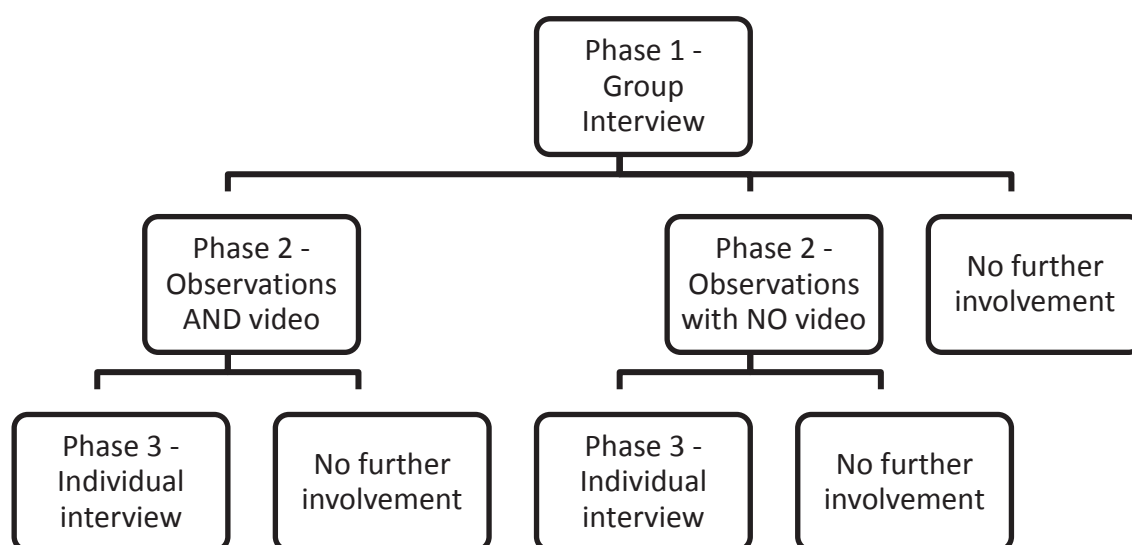 Phase 1 -
Group
Interview
Phase 2 -
Observations
AND video
Phase 2 -
Observations
with NO video
No further
involvement
Phase 3 -
Individual
interview
No further
involvement
Phase 3 -
Individual
interview
No further
involvement